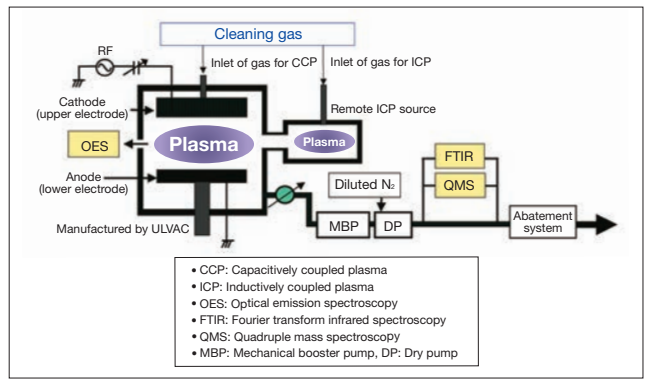 Cleaning gas
RF
Inlet of gas for CCP
Inlet of gas for ICP
Cathode
(upper electrode)
Remote ICP source
OES
Plasma
Plasma
FTIR
Anode
(lower electrode)
Diluted N₂
QMS
Manufactured by ULVAC
MBP
DP
Abatement
system
• CCP: Capacitively coupled plasma
• ICP: Inductively coupled plasma
• OES: Optical emission spectroscopy
• FTIR: Fourier transform infrared spectroscopy
• QMS: Quadruple mass spectroscopy
• MBP: Mechanical booster pump, DP: Dry pump